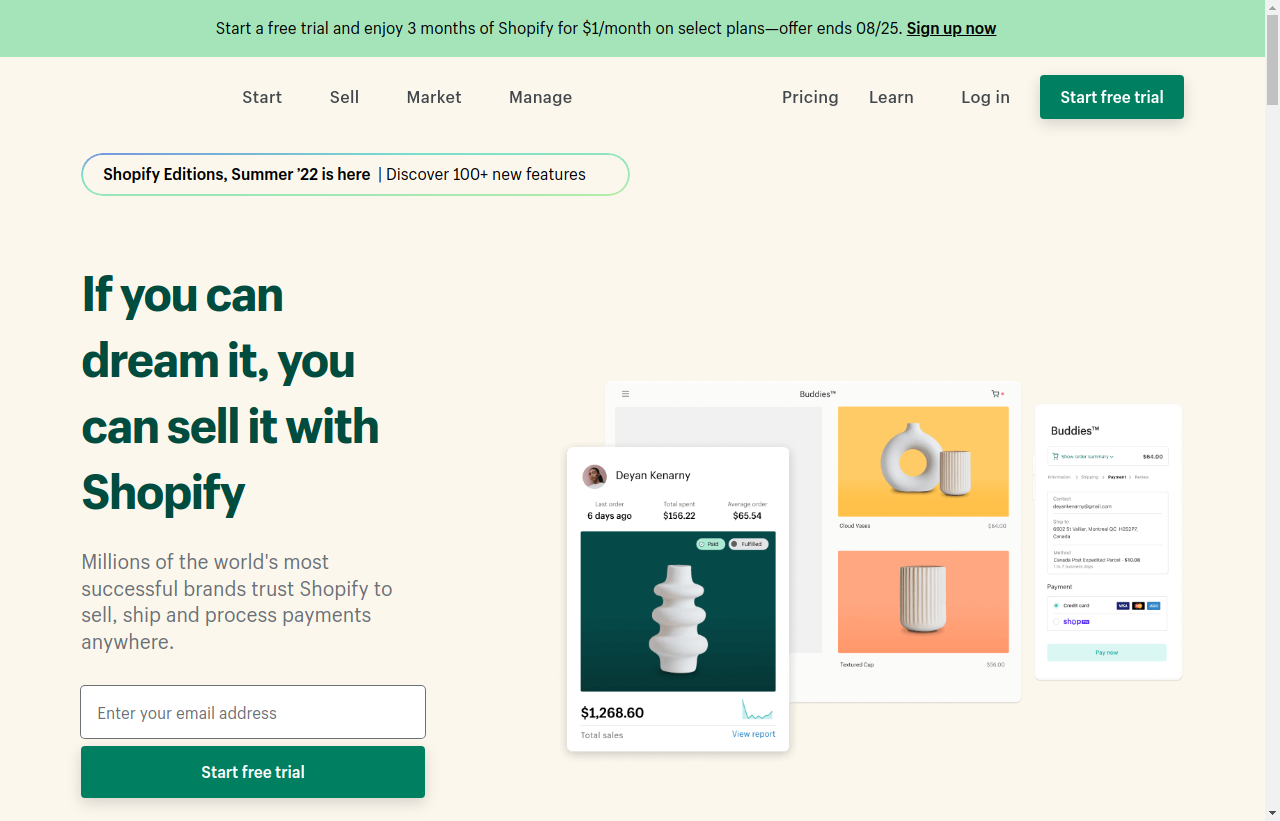 Start a free trial and enjoy 3 months of Shopify for $1/month on select plans—offer ends 08/25. Sign up now
Start Sell Market Manage Pricing Learn Log in Start free trial
Shopify Editions, Summer ’22 is here | Discover 100+ new features
If you can
dream it, you
can sell it with
Shopify
Millions of the world's most
successful brands trust Shopify to
sell, ship and process payments
anywhere.
Enter your email address
Start free trial
Buddies™
Deyan Kenarny
Last order Total spent Average order
6 days ago $156.22 $65.54
Paid Fulfilled
$1,268.60
Total sales View report
Cloud Vases $84.00
Textured Cup $56.00
Buddies™
Show order summary $84.00
Information Shipping Payment Review
Contact
deyankenarny@gmail.com
Ship to
Canada
Method
Canada Post Expedited Parcel · $10.08
Payment
Credit card VISA
shop
Pay now